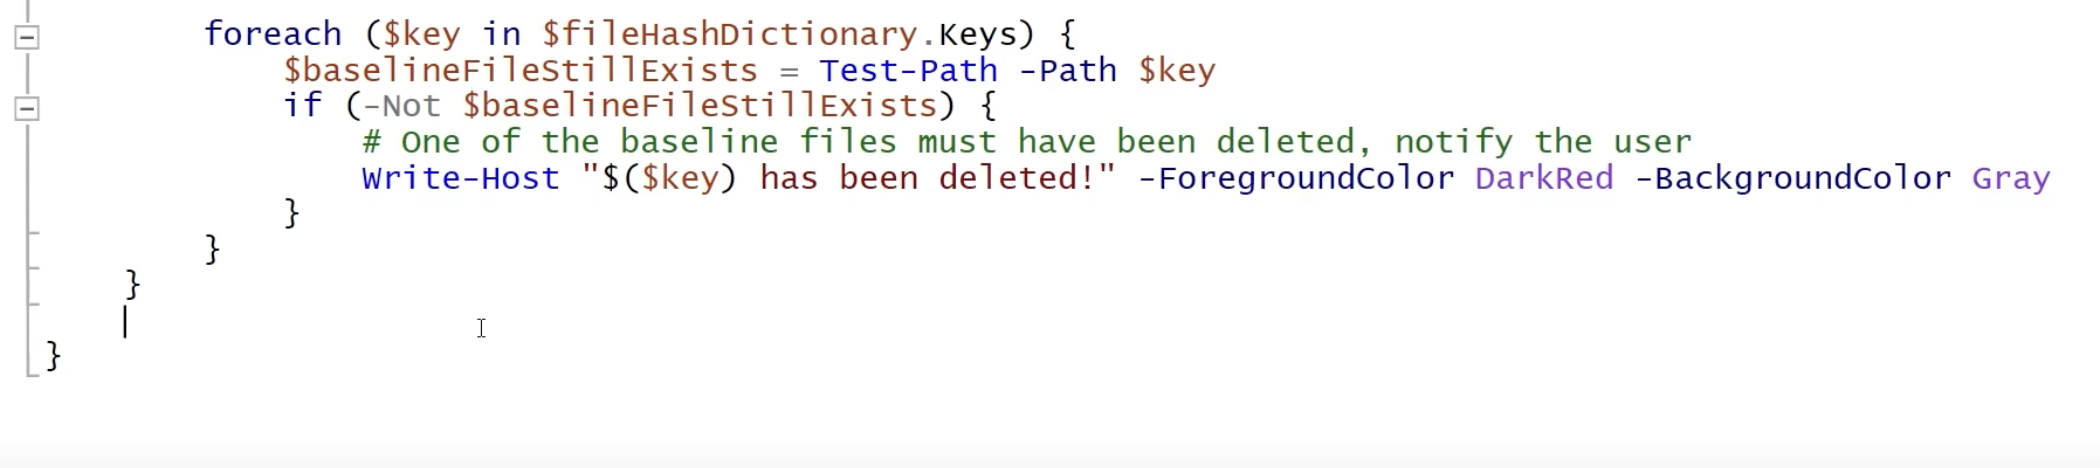 foreach ($key in $fileHashDictionary.Keys) {
$baselineFileStillExists = Test-Path -Path $key
if (-Not $baselineFileStillExists) {
# One of the baseline files must have been deleted, notify the user
Write-Host "$($key) has been deleted!" -ForegroundColor DarkRed -BackgroundColor Gray
}
}
}
}